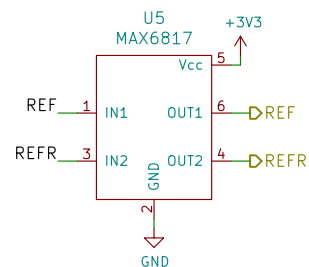 U5
MAX6817
+3V3
Vcc 5
REF 1 IN1 OUT1 6 REF
REFR 3 IN2 OUT2 4 REFR
GND
2
GND